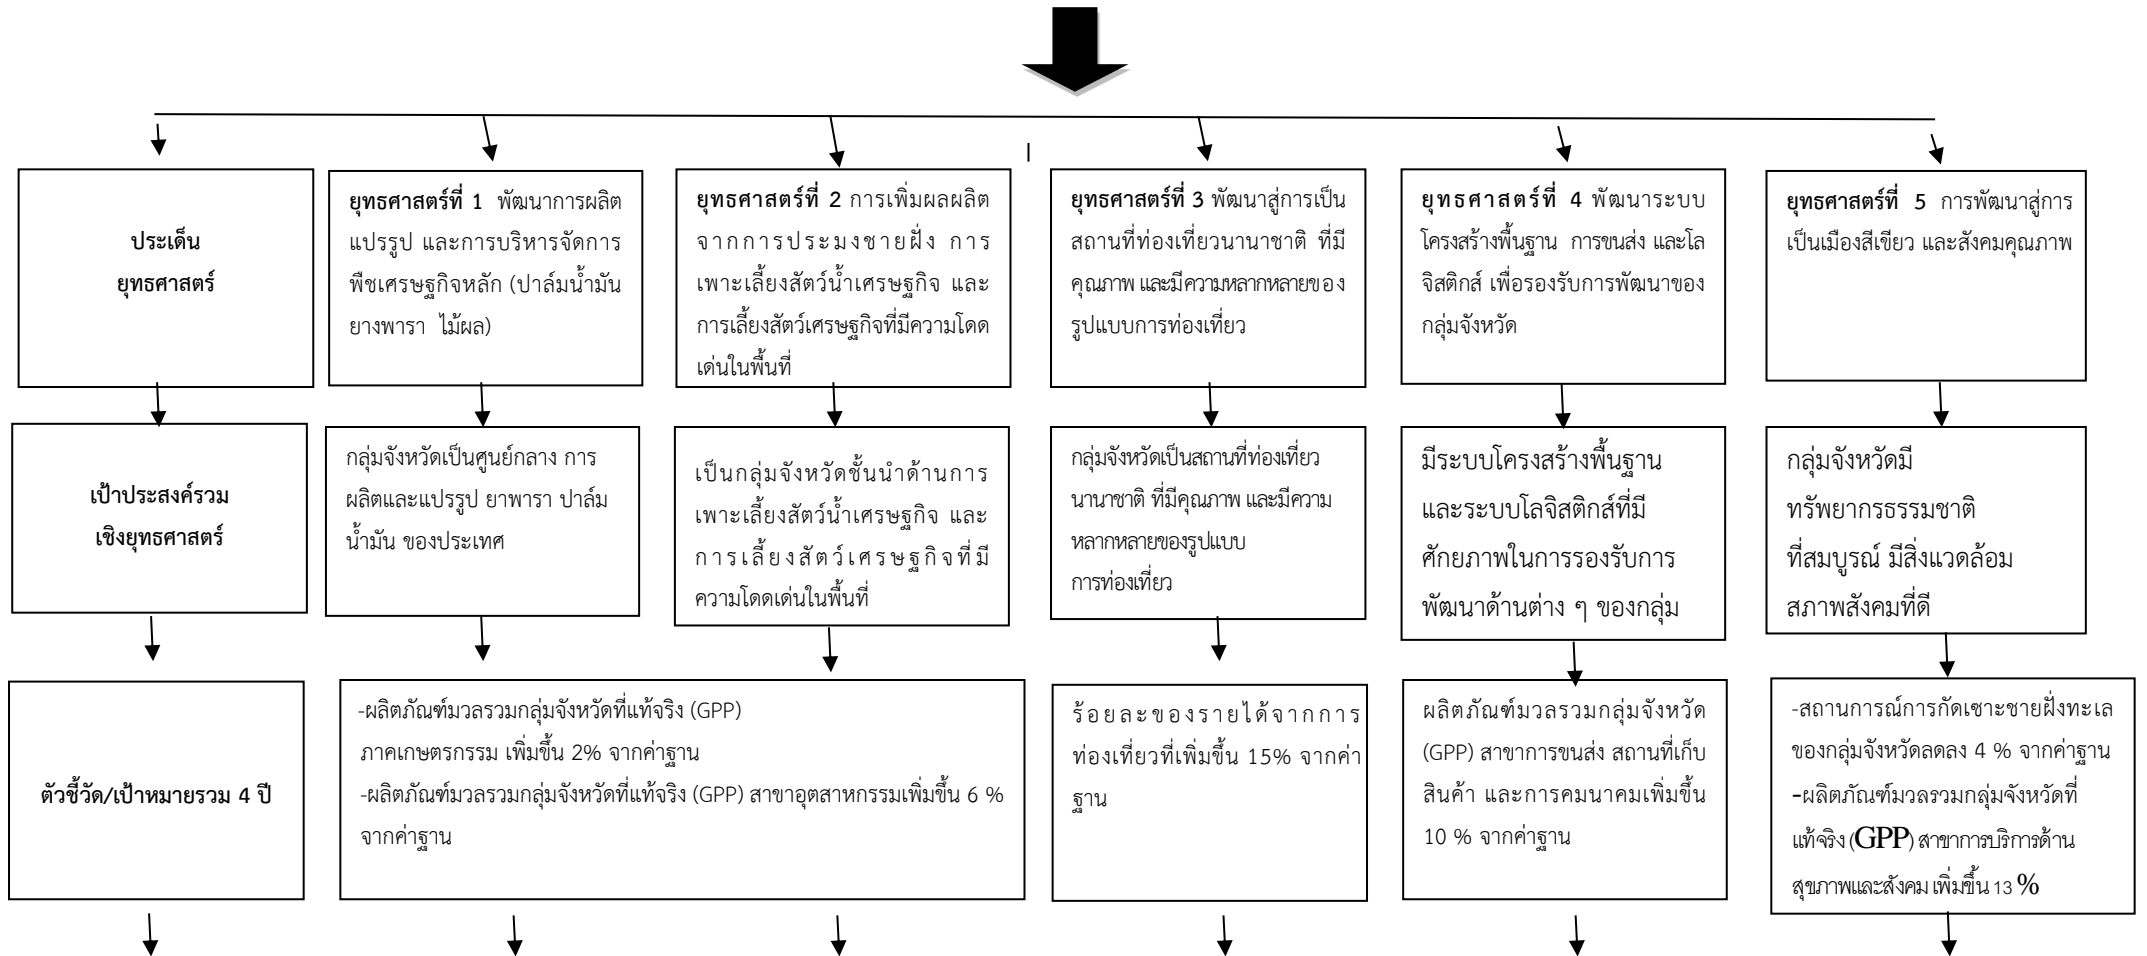 ประเด็น
ยุทธศาสตร์
ยุทธศาสตร์ที่ 1 พัฒนาการผลิต
แปรรูป และการบริหารจัดการ
พืชเศรษฐกิจหลัก (ปาล์มน้ำมัน
ยางพารา ไม้ผล)
ยุทธศาสตร์ที่ 2 การเพิ่มผลผลิต
จากการประมงชายฝั่ง การ
เพาะเลี้ยงสัตว์น้ำเศรษฐกิจ และ
การเลี้ยงสัตว์เศรษฐกิจที่มีความโดด
เด่นในพื้นที่
ยุทธศาสตร์ที่ 3 พัฒนาสู่การเป็น
สถานที่ท่องเที่ยวนานาชาติ ที่มี
คุณภาพ และมีความหลากหลายของ
รูปแบบการท่องเที่ยว
ยุทธศาสตร์ที่ 4 พัฒนาระบบ
โครงสร้างพื้นฐาน การขนส่ง และโล
จิสติกส์ เพื่อรองรับการพัฒนาของ
กลุ่มจังหวัด
ยุทธศาสตร์ที่ 5 การพัฒนาสู่การ
เป็นเมืองสีเขียว และสังคมคุณภาพ
เป้าประสงค์รวม
เชิงยุทธศาสตร์
กลุ่มจังหวัดเป็นศูนย์กลาง การ
ผลิตและแปรรูป ยาพารา ปาล์ม
น้ำมัน ของประเทศ
เป็นกลุ่มจังหวัดชั้นนำด้านการ
เพาะเลี้ยงสัตว์น้ำเศรษฐกิจ และ
การเลี้ยงสัตว์เศรษฐกิจที่มี
ความโดดเด่นในพื้นที่
กลุ่มจังหวัดเป็นสถานที่ท่องเที่ยว
นานาชาติ ที่มีคุณภาพ และมีความ
หลากหลายของรูปแบบ
การท่องเที่ยว
มีระบบโครงสร้างพื้นฐาน
และระบบโลจิสติกส์ที่มี
ศักยภาพในการรองรับการ
พัฒนาด้านต่าง ๆ ของกลุ่ม
กลุ่มจังหวัดมี
ทรัพยากรธรรมชาติ
ที่สมบูรณ์ มีสิ่งแวดล้อม
สภาพสังคมที่ดี
ตัวชี้วัด/เป้าหมายรวม 4 ปี
-ผลิตภัณฑ์มวลรวมกลุ่มจังหวัดที่แท้จริง (GPP)
ภาคเกษตรกรรม เพิ่มขึ้น 2% จากค่าฐาน
-ผลิตภัณฑ์มวลรวมกลุ่มจังหวัดที่แท้จริง (GPP) สาขาอุตสาหกรรมเพิ่มขึ้น 6 %
จากค่าฐาน
ร้อยละของรายได้จากการ
ท่องเที่ยวที่เพิ่มขึ้น 15% จากค่า
ฐาน
ผลิตภัณฑ์มวลรวมกลุ่มจังหวัด
(GPP) สาขาการขนส่ง สถานที่เก็บ
สินค้า และการคมนาคมเพิ่มขึ้น
10 % จากค่าฐาน
-สถานการณ์การกัดเซาะชายฝั่งทะเล
ของกลุ่มจังหวัดลดลง 4 % จากค่าฐาน
-ผลิตภัณฑ์มวลรวมกลุ่มจังหวัดที่
แท้จริง (GPP) สาขาการบริการด้าน
สุขภาพและสังคม เพิ่มขึ้น 13 %